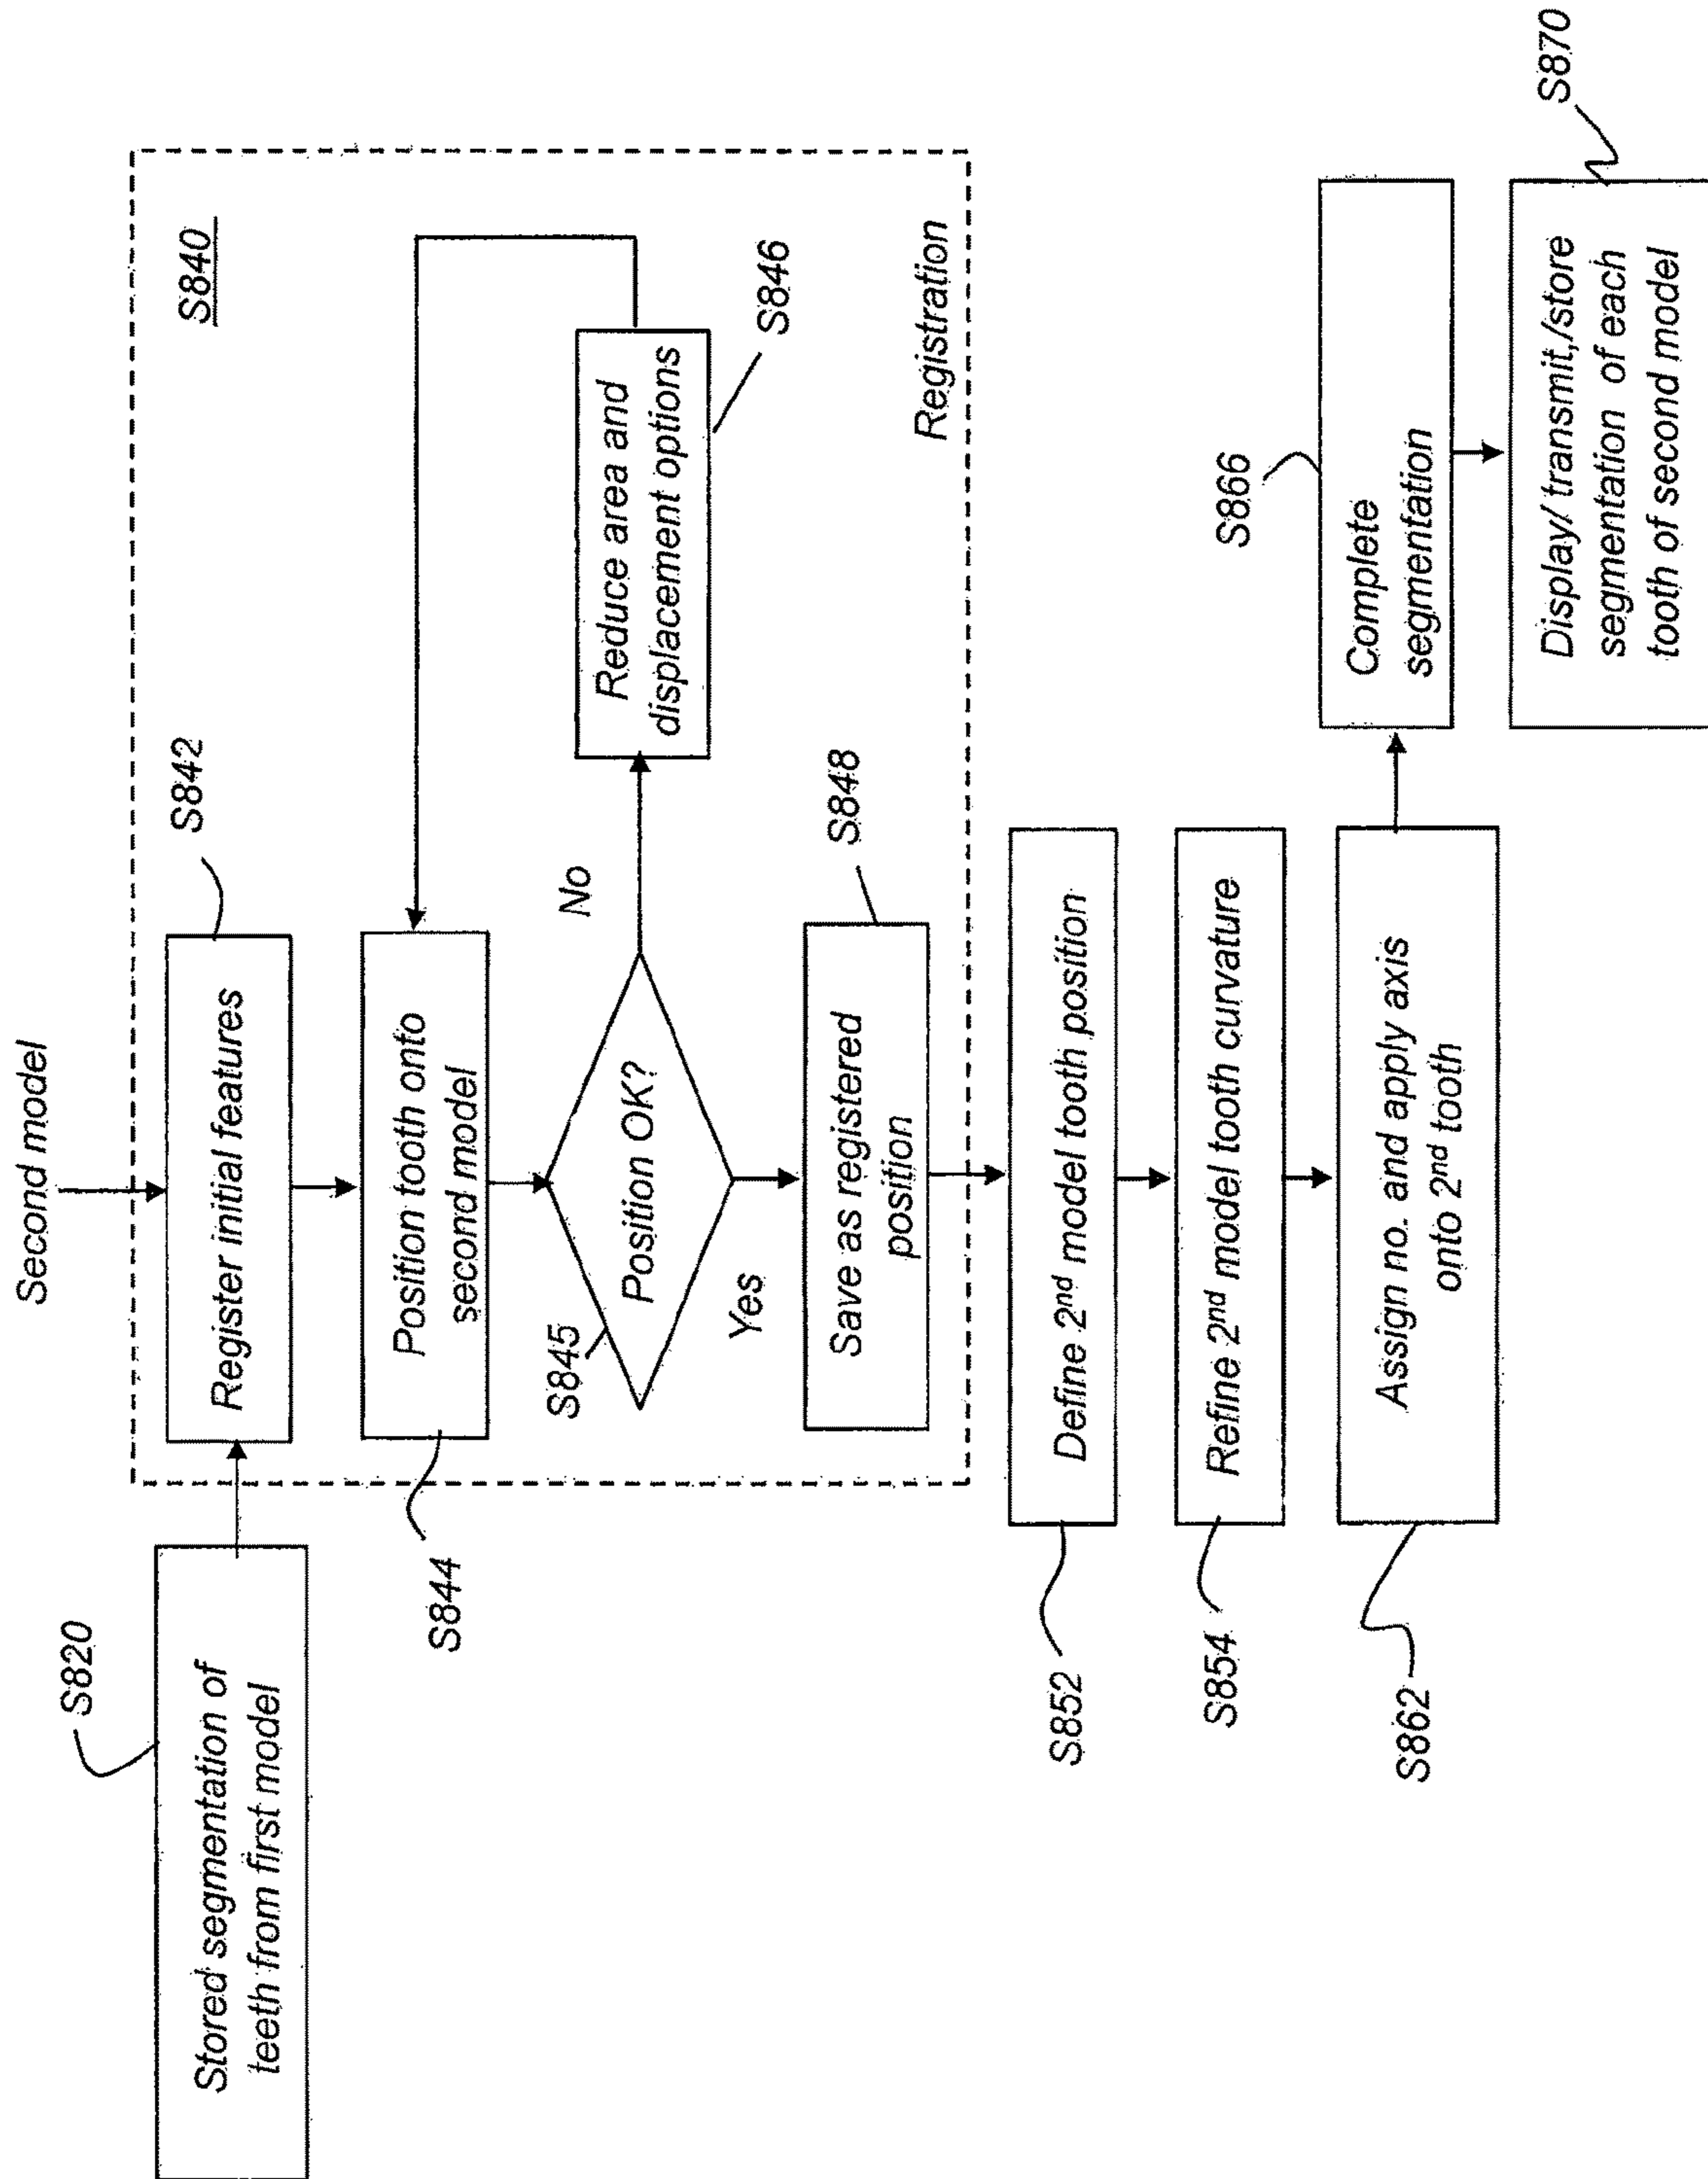 Second model
S820
Stored segmentation of
teeth from first model
S842
Register initial features
S840
S844
Position tooth onto
second model
S845
Position OK?
No
Yes
Reduce area and
displacement options
S846
Save as registered
position
S848
Registration
S852
Define 2nd model tooth position
S854
Refine 2nd model tooth curvature
S862
Assign no. and apply axis
onto 2nd tooth
S866
Complete
segmentation
S870
Display/ transmit,/store
segmentation of each
tooth of second model